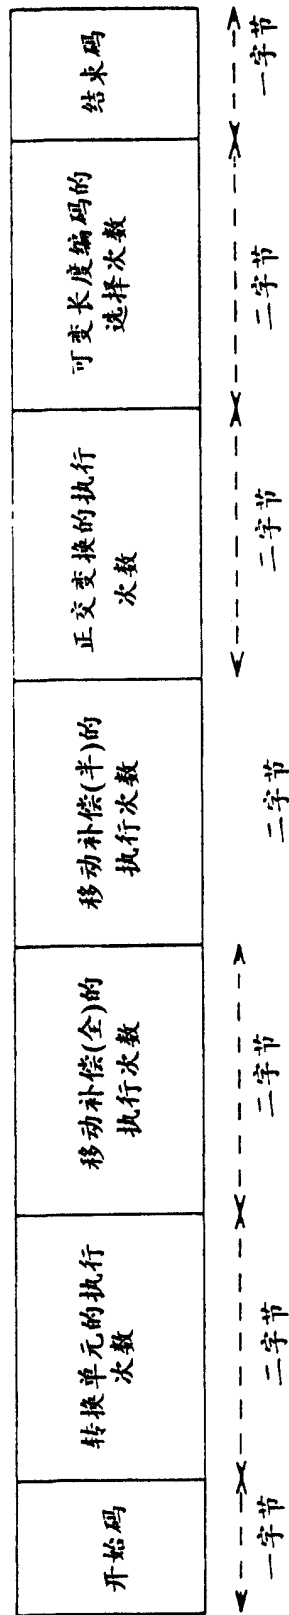 开始码
转换单元的执行
次数
移动补偿(全)的
执行次数
移动补偿(半)的
执行次数
正交变换的执行
次数
可变长度编码的
选择次数
结束码
一字节
二字节
二字节
二字节
二字节
二字节
一字节